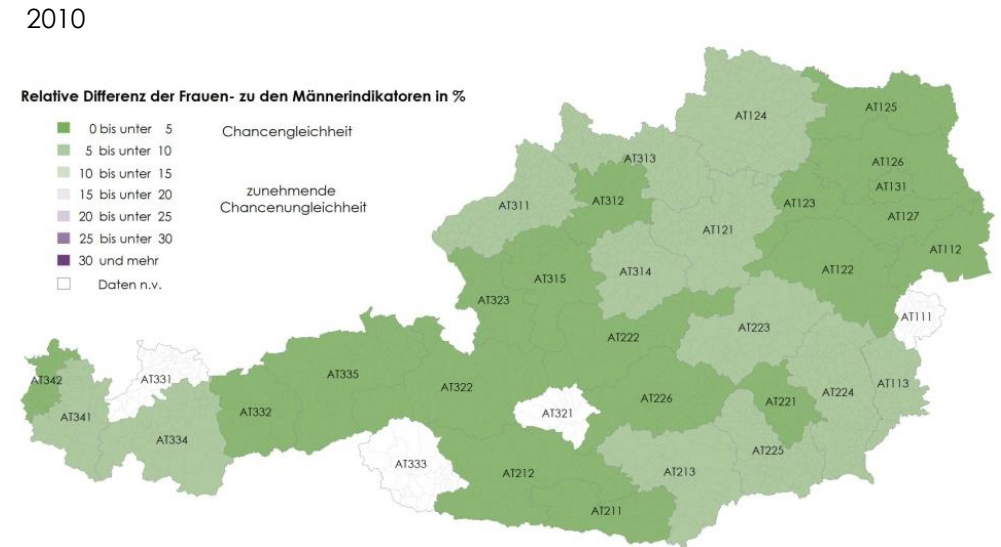 2010
Relative Differenz der Frauen- zu den Männerindikatoren in %
0 bis unter 5
Chancengleichheit
5 bis unter 10
10 bis unter 15
15 bis unter 20
zunehmende
Chancenungleichheit
20 bis unter 25
25 bis unter 30
30 und mehr
Daten n.v.
AT124
AT125
AT313
AT126
AT131
AT311
AT312
AT123
AT127
AT121
AT112
AT314
AT122
AT315
AT323
AT111
AT223
AT222
AT342
AT331
AT335
AT322
AT113
AT224
AT226
AT221
AT332
AT321
AT341
AT334
AT225
AT333
AT212
AT213
AT211